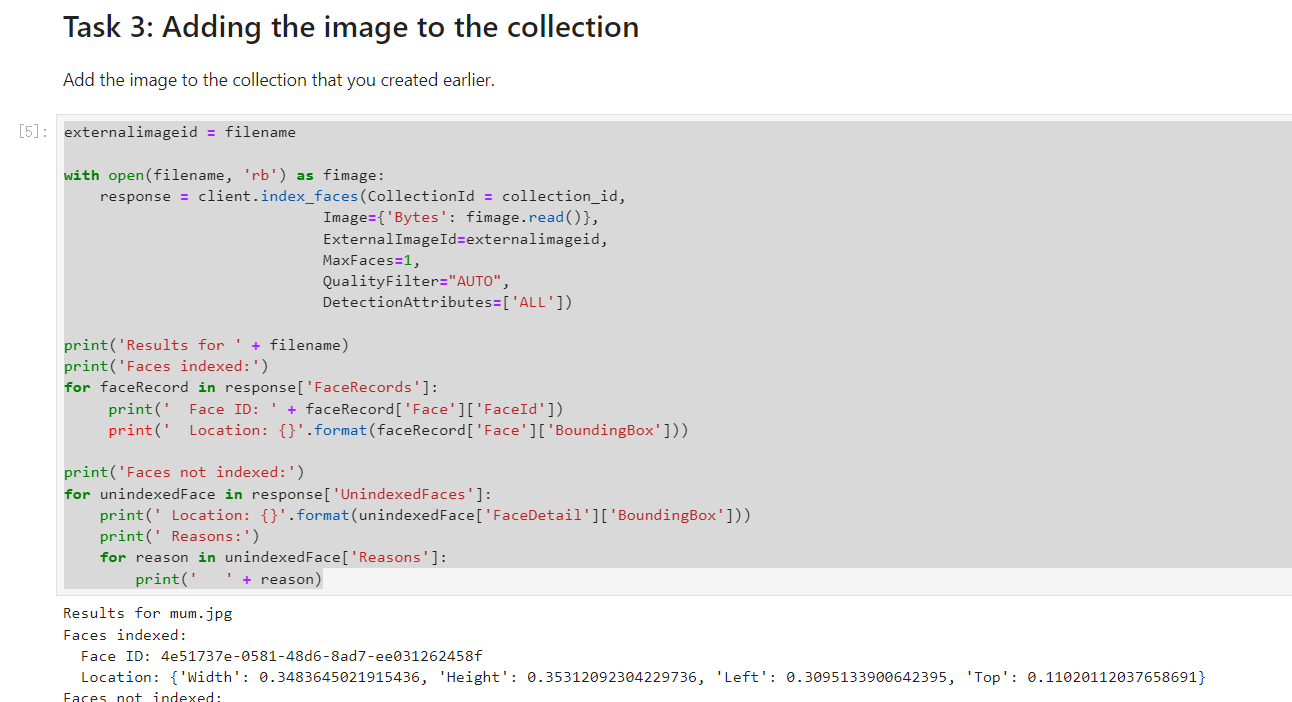 Task 3: Adding the image to the collection
Add the image to the collection that you created earlier.
[5]:
externalimageid = filename
with open(filename, 'rb') as fimage:
    response = client.index_faces(CollectionId = collection_id,
                             Image={'Bytes': fimage.read()},
                             ExternalImageId=externalimageid,
                             MaxFaces=1,
                             QualityFilter="AUTO",
                             DetectionAttributes=['ALL'])
print('Results for ' + filename)
print('Faces indexed:')
for faceRecord in response['FaceRecords']:
     print('  Face ID: ' + faceRecord['Face']['FaceId'])
     print('  Location: {}'.format(faceRecord['Face']['BoundingBox']))
print('Faces not indexed:')
for unindexedFace in response['UnindexedFaces']:
    print(' Location: {}'.format(unindexedFace['FaceDetail']['BoundingBox']))
    print(' Reasons:')
    for reason in unindexedFace['Reasons']:
        print('   ' + reason)
Results for mum.jpg
Faces indexed:
  Face ID: 4e51737e-0581-48d6-8ad7-ee031262458f
  Location: {'Width': 0.3483645021915436, 'Height': 0.35312092304229736, 'Left': 0.3095133900642395, 'Top': 0.11020112037658691}
Faces not indexed: